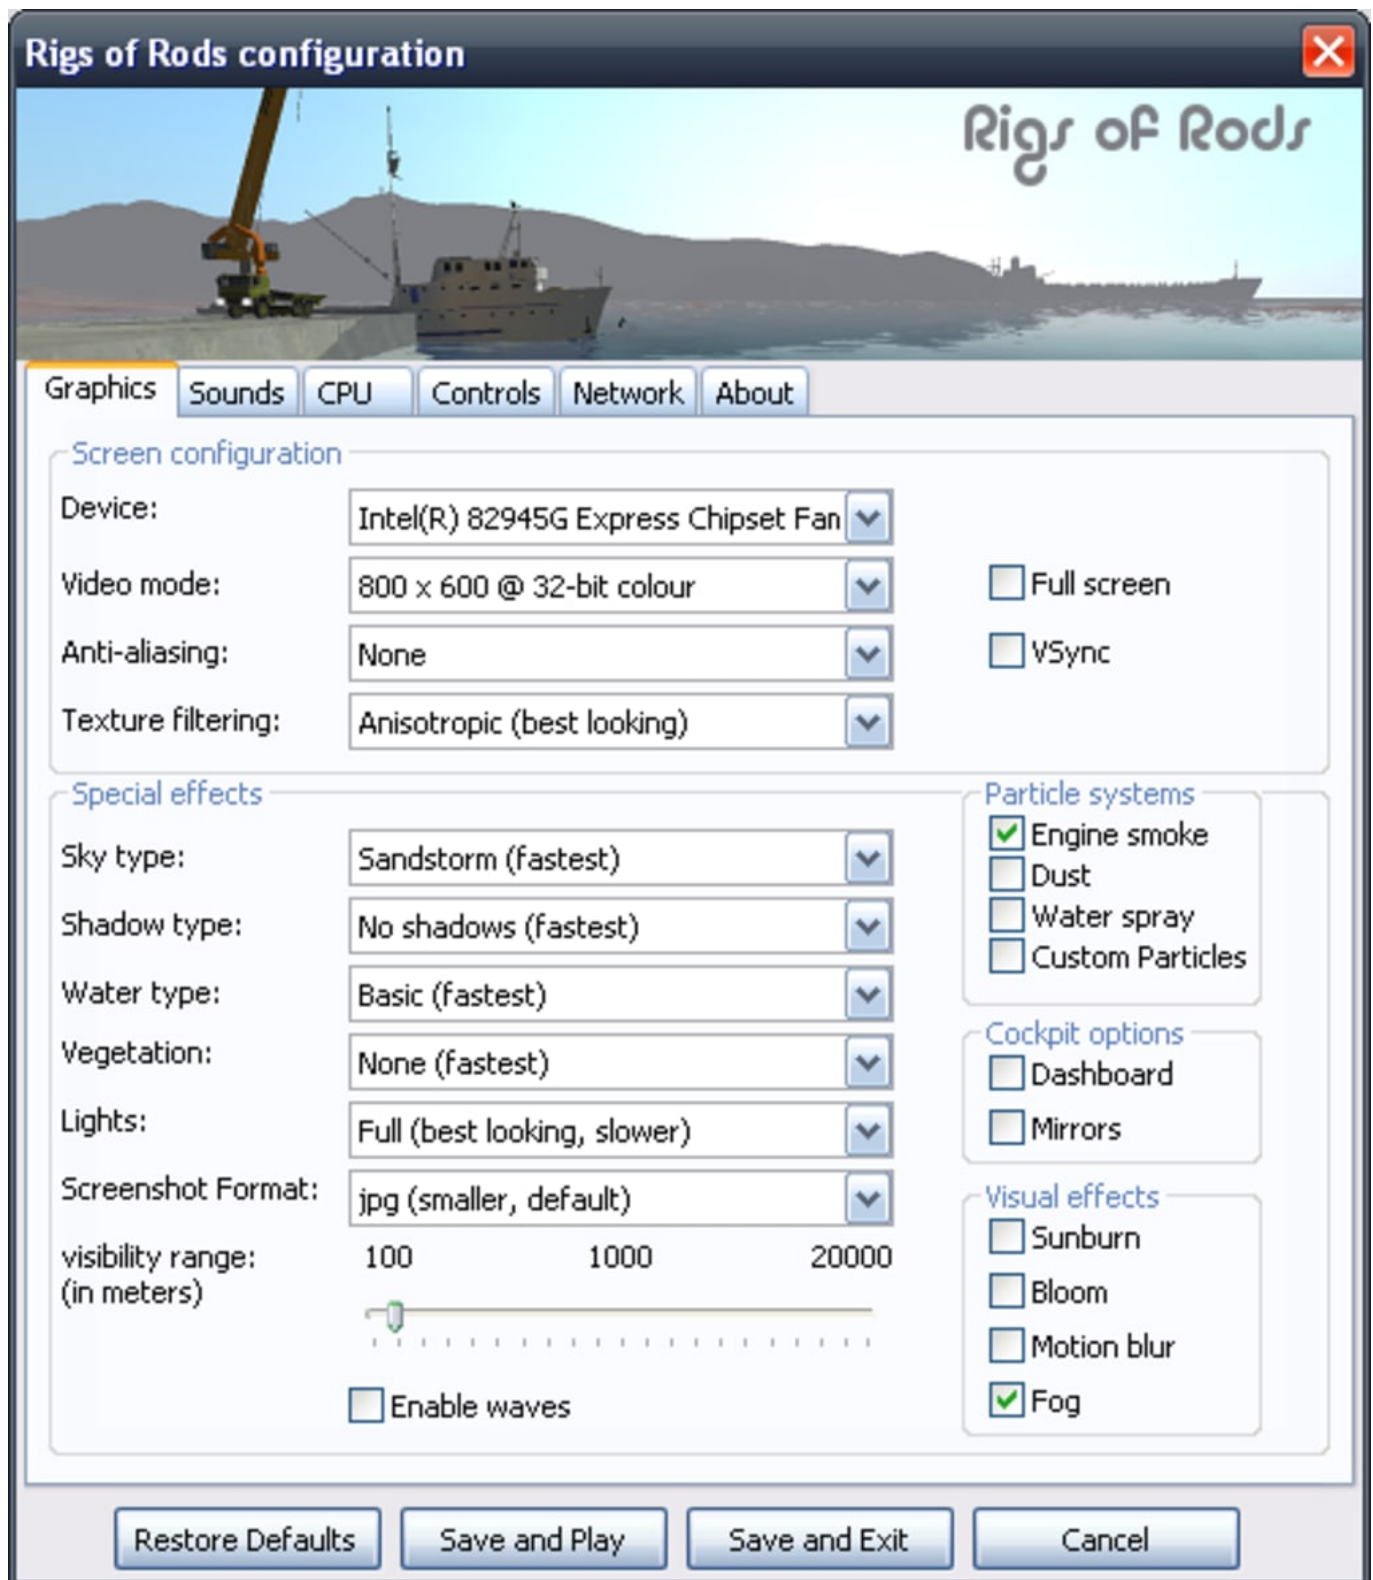 Rigs of Rods configuration
Rigs of Rods
Graphics Sounds CPU Controls Network About
Screen configuration
Device: Intel(R) 82945G Express Chipset Fan
Video mode: 800 x 600 @ 32-bit colour Full screen
Anti-aliasing: None VSync
Texture filtering: Anisotropic (best looking)
Special effects
Sky type: Sandstorm (fastest)
Shadow type: No shadows (fastest)
Water type: Basic (fastest)
Vegetation: None (fastest)
Lights: Full (best looking, slower)
Screenshot Format: jpg (smaller, default)
visibility range: 100 1000 20000
(in meters)
Enable waves
Particle systems
Engine smoke
Dust
Water spray
Custom Particles
Cockpit options
Dashboard
Mirrors
Visual effects
Sunburn
Bloom
Motion blur
Fog
Restore Defaults Save and Play Save and Exit Cancel